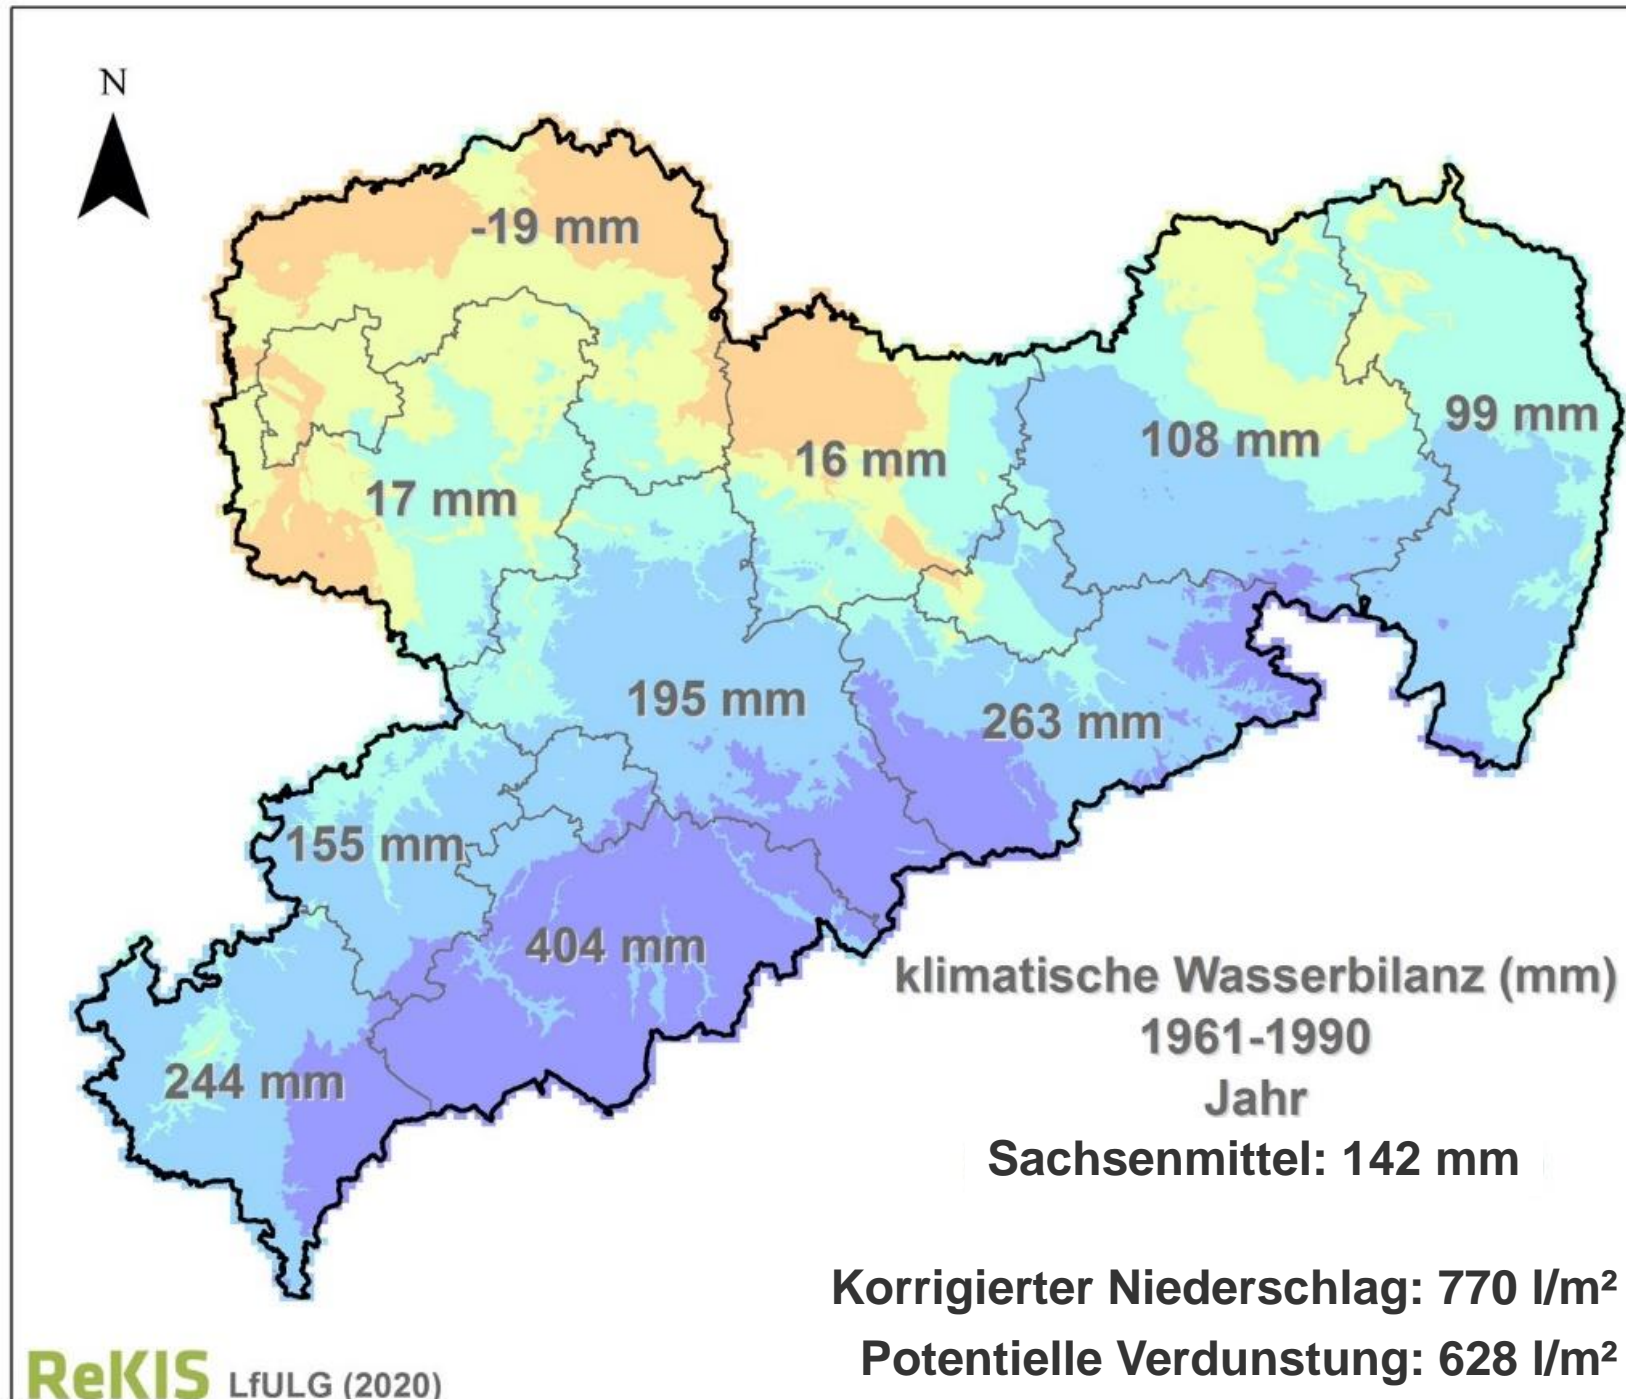 N
-19 mm
99 mm
108 mm
16 mm
17 mm
195 mm
263 mm
155 mm
404 mm
244 mm
klimatische Wasserbilanz (mm)
1961-1990
Jahr
Sachsenmittel: 142 mm
Korrigierter Niederschlag: 770 l/m²
Potentielle Verdunstung: 628 l/m²
ReKIS LfULG (2020)